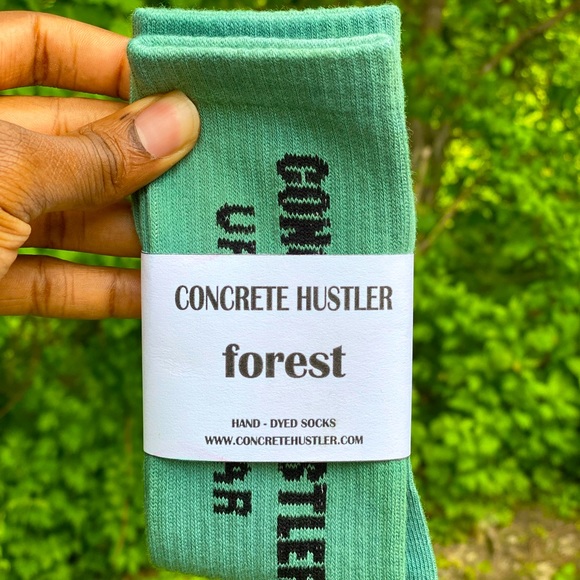 CONCRETE HUSTLER
forest
HAND - DYED SOCKS
WWW.CONCRETEHUSTLER.COM